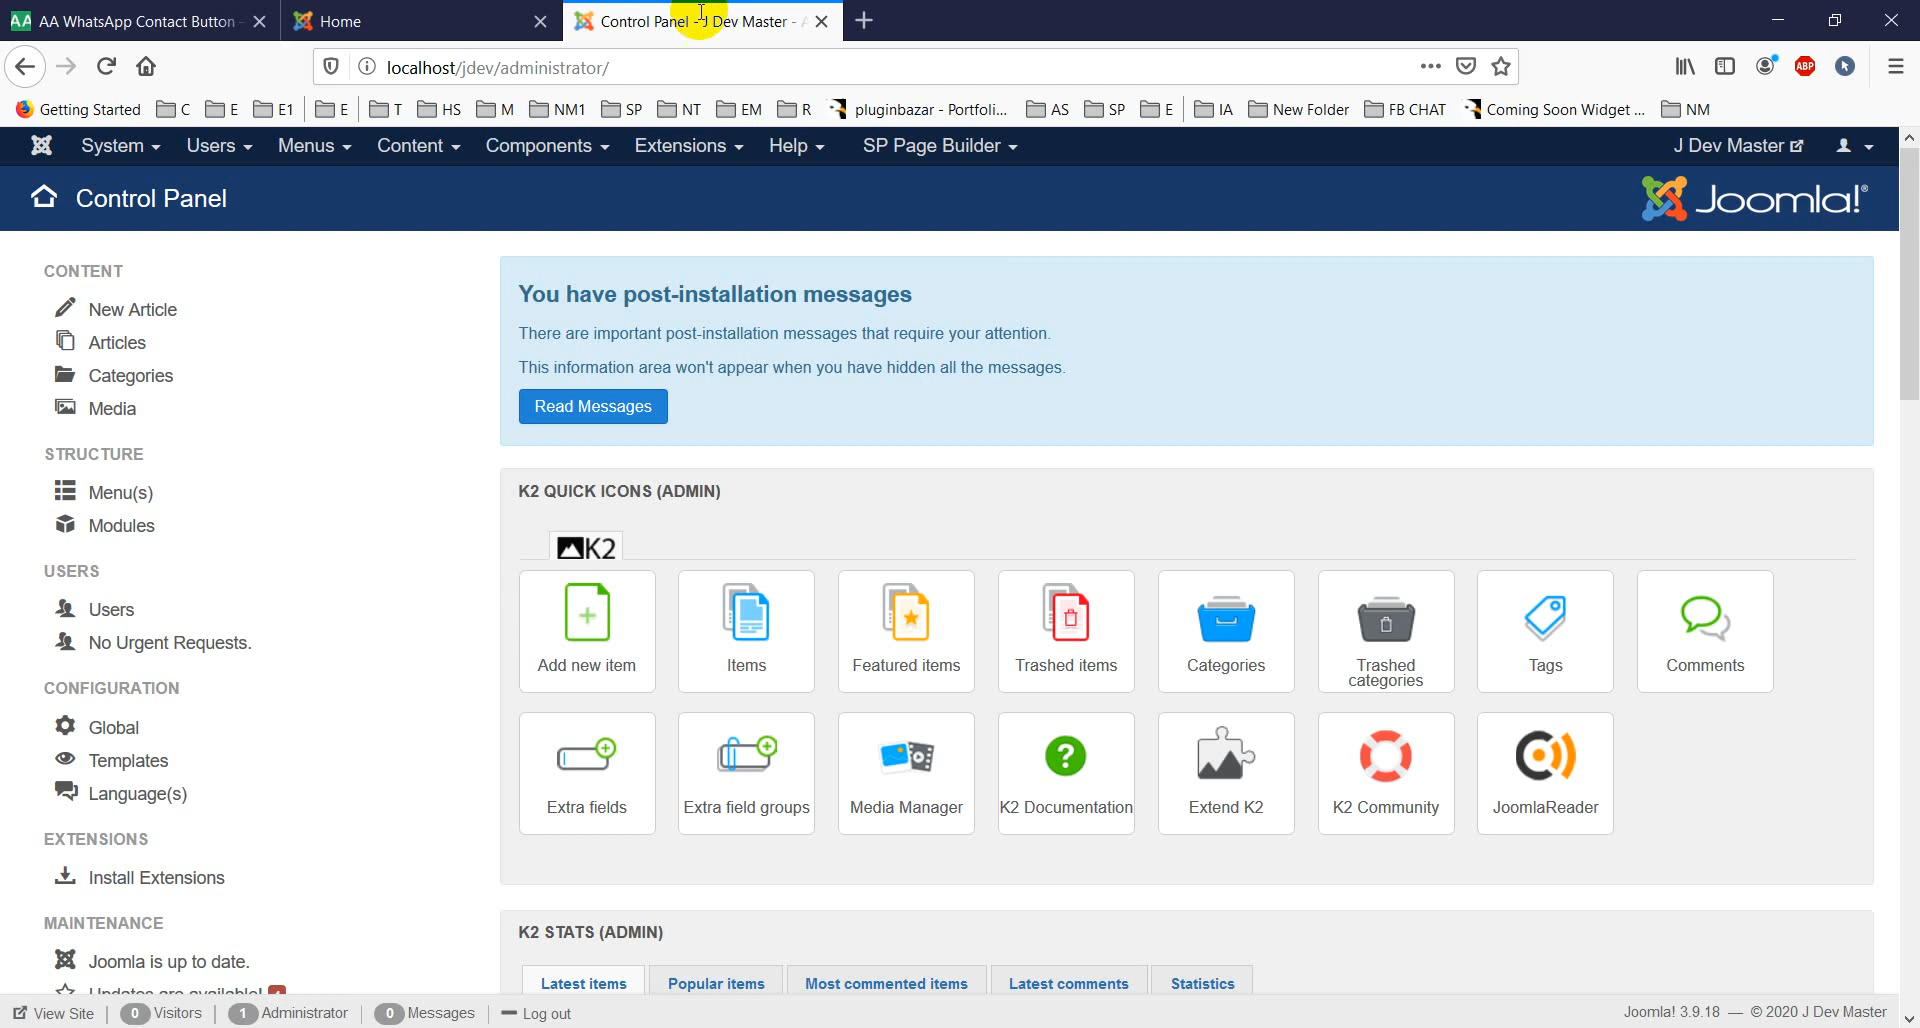 AA WhatsApp Contact Button -
Home
Control Panel - J Dev Master - A
localhost/jdev/administrator/
ABP
Getting Started C E E1 E T HS M NM1 SP NT EM R pluginbazar - Portfoli... AS SP E IA New Folder FB CHAT Coming Soon Widget ... NM
System Users Menus Content Components Extensions Help SP Page Builder J Dev Master
Control Panel
Joomla!®
CONTENT
New Article
Articles
Categories
Media
STRUCTURE
Menu(s)
Modules
USERS
Users
No Urgent Requests.
CONFIGURATION
Global
Templates
Language(s)
EXTENSIONS
Install Extensions
MAINTENANCE
Joomla is up to date.
Updates are available!
You have post-installation messages
There are important post-installation messages that require your attention.
This information area won't appear when you have hidden all the messages.
Read Messages
K2 QUICK ICONS (ADMIN)
K2
Add new item
Items
Featured items
Trashed items
Categories
Trashed
categories
Tags
Comments
Extra fields
Extra field groups
Media Manager
K2 Documentation
Extend K2
K2 Community
JoomlaReader
K2 STATS (ADMIN)
Latest items Popular items Most commented items Latest comments Statistics
View Site 0 Visitors 1 Administrator 0 Messages Log out
Joomla! 3.9.18 — © 2020 J Dev Master